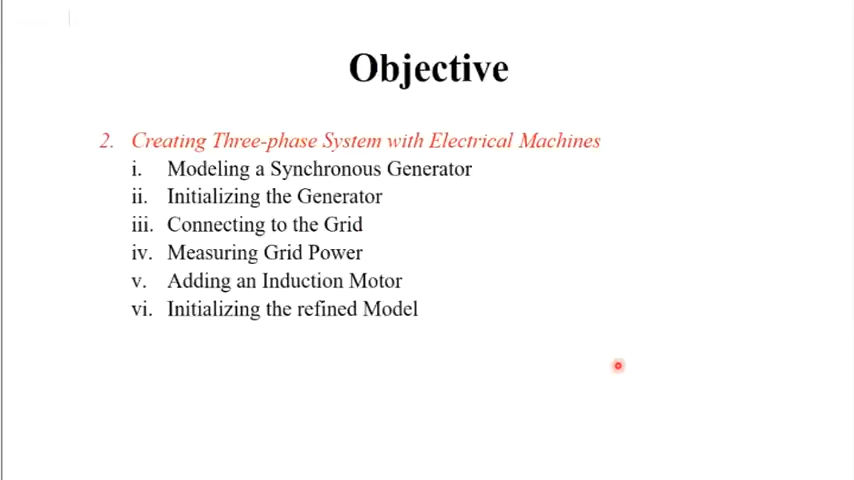 Objective
2. Creating Three-phase System with Electrical Machines
i. Modeling a Synchronous Generator
ii. Initializing the Generator
iii. Connecting to the Grid
iv. Measuring Grid Power
v. Adding an Induction Motor
vi. Initializing the refined Model